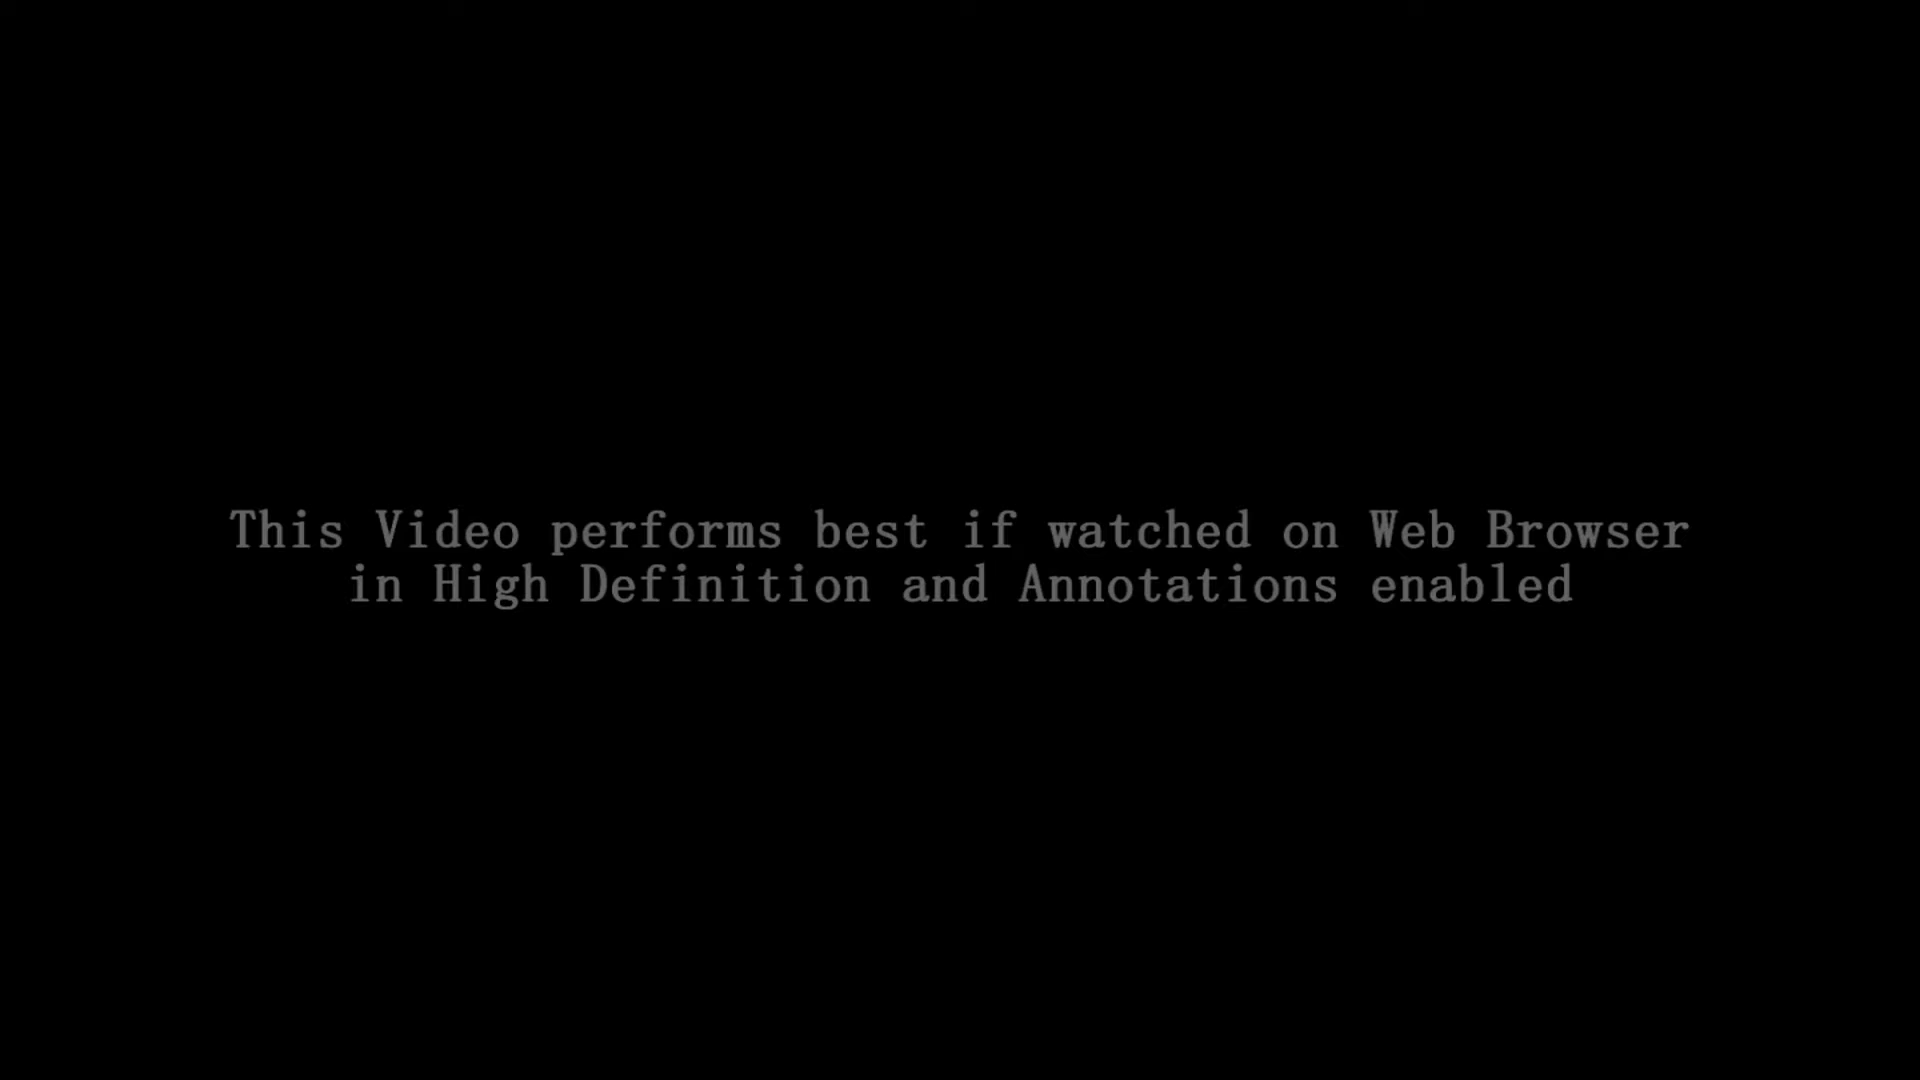 This Video performs best if watched on Web Browser
in High Definition and Annotations enabled